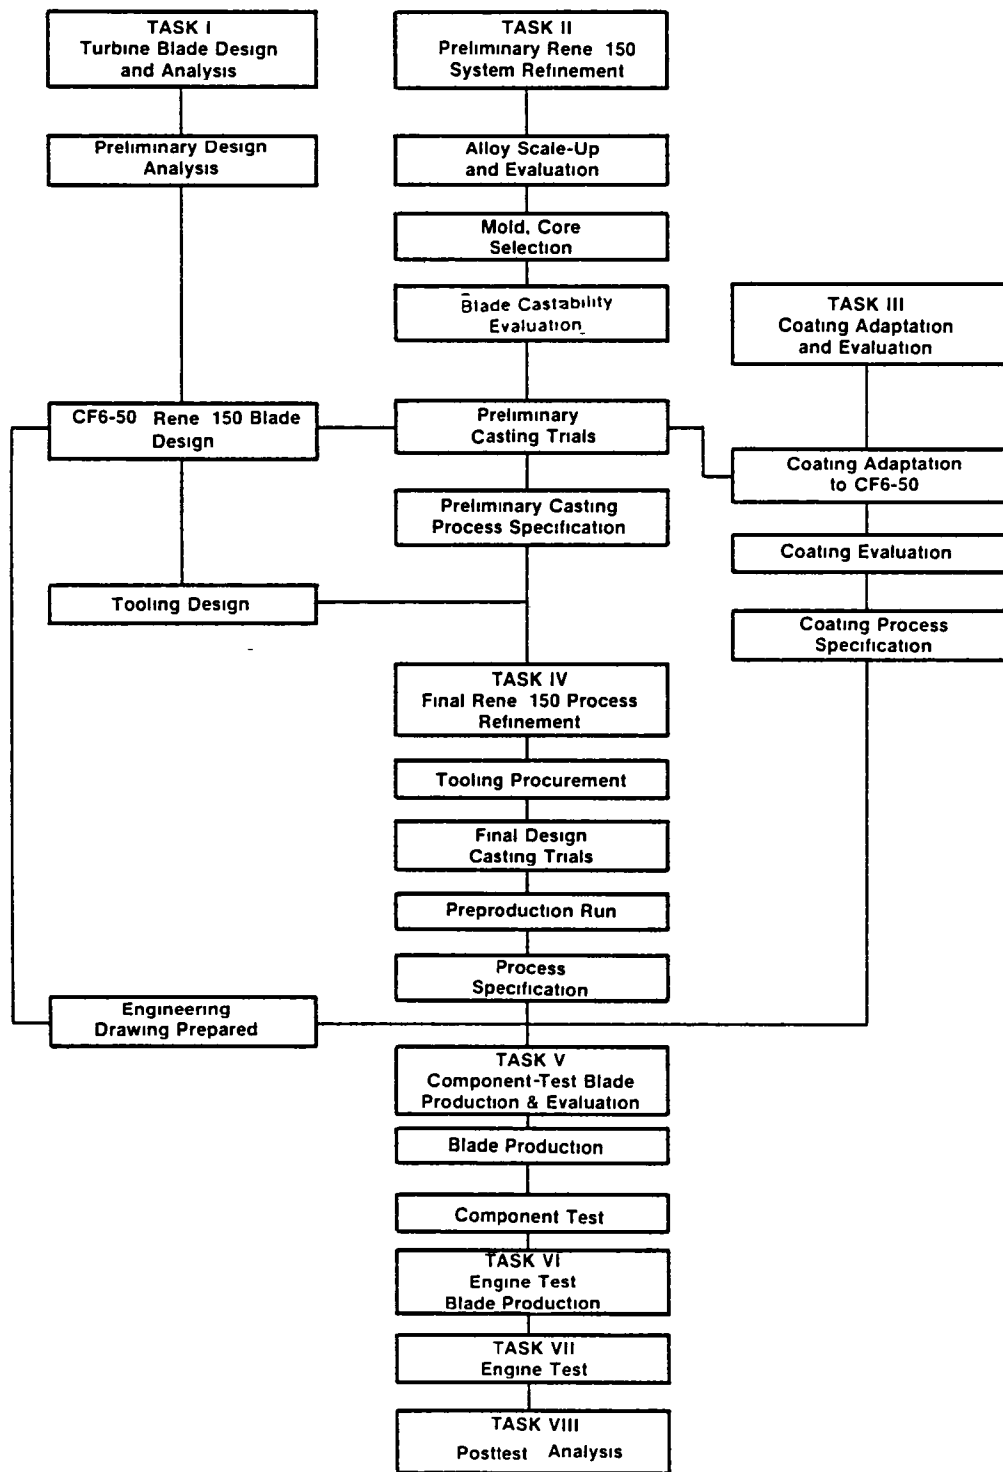 TASK I
Turbine Blade Design
and Analysis
Preliminary Design
Analysis
CF6-50 Rene 150 Blade
Design
Tooling Design
Engineering
Drawing Prepared
TASK II
Preliminary Rene 150
System Refinement
Alloy Scale-Up
and Evaluation
Mold, Core
Selection
Blade Castability
Evaluation
Preliminary
Casting Trials
Preliminary Casting
Process Specification
TASK III
Coating Adaptation
and Evaluation
Coating Adaptation
to CF6-50
Coating Evaluation
Coating Process
Specification
TASK IV
Final Rene 150 Process
Refinement
Tooling Procurement
Final Design
Casting Trials
Preproduction Run
Process
Specification
TASK V
Component-Test Blade
Production & Evaluation
Blade Production
Component Test
TASK VI
Engine Test
Blade Production
TASK VII
Engine Test
TASK VIII
Posttest Analysis